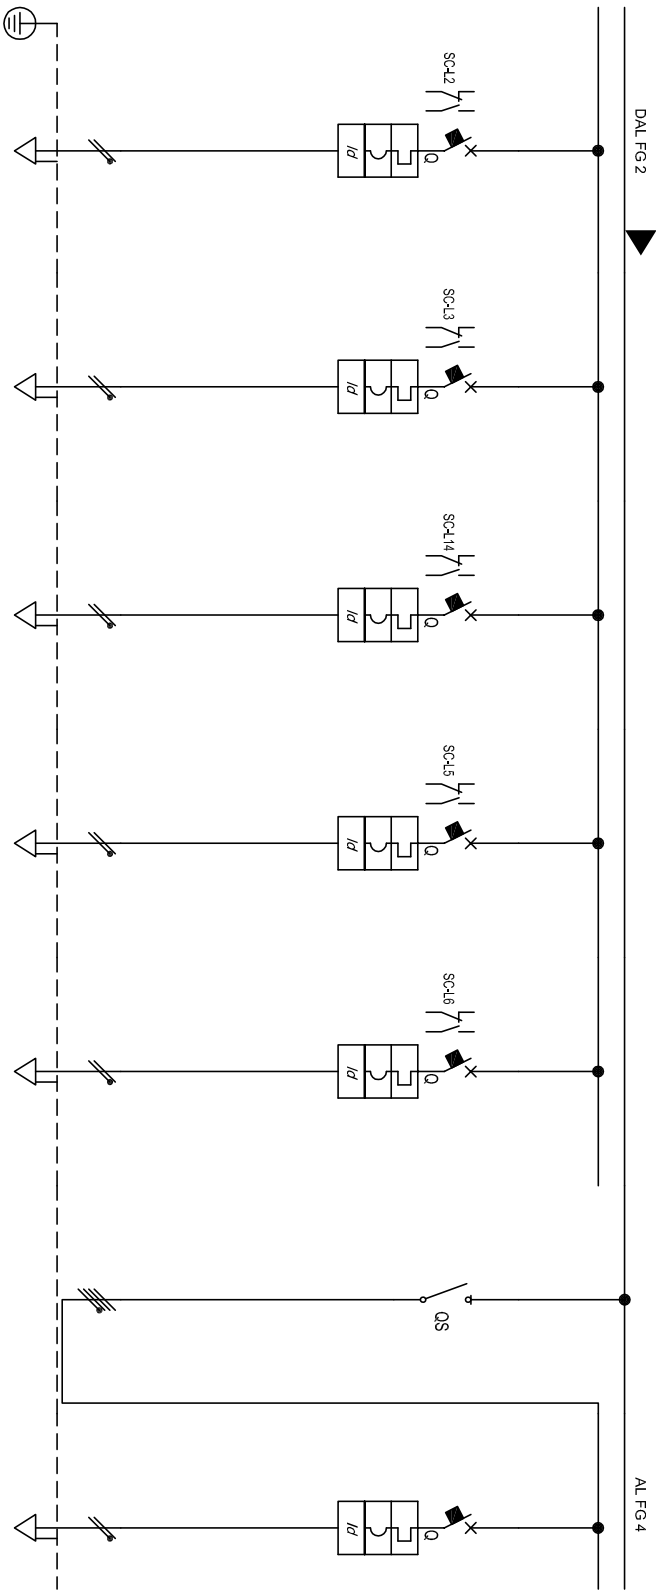 DAL FG 2
AL FG 4
SC-L2
Q
Id
SC-L3
Q
Id
SC-L14
Q
Id
SC-L5
Q
Id
SC-L6
Q
Id
QS
Q
Id